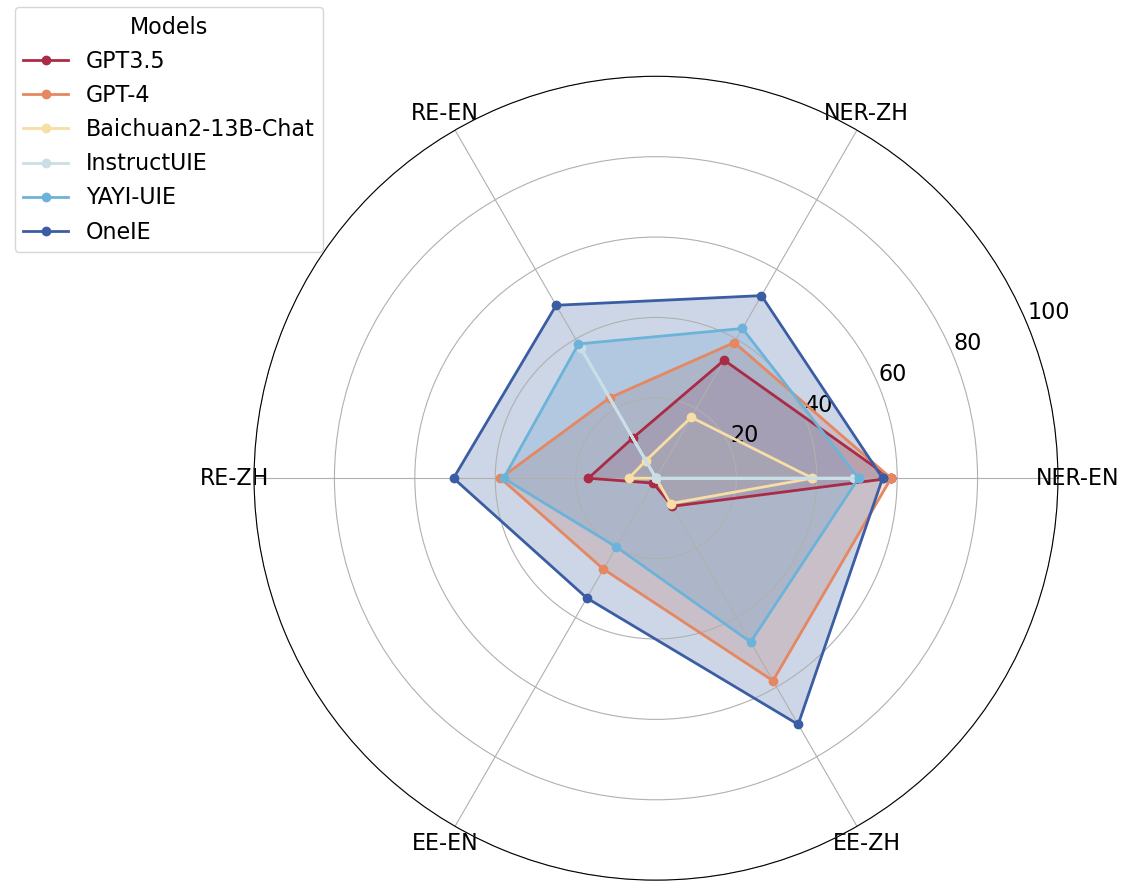 Models
GPT3.5
GPT-4
Baichuan2-13B-Chat
InstructUIE
YAYI-UIE
OneIE
RE-EN
NER-ZH
100
80
60
40
20
RE-ZH
NER-EN
EE-EN
EE-ZH